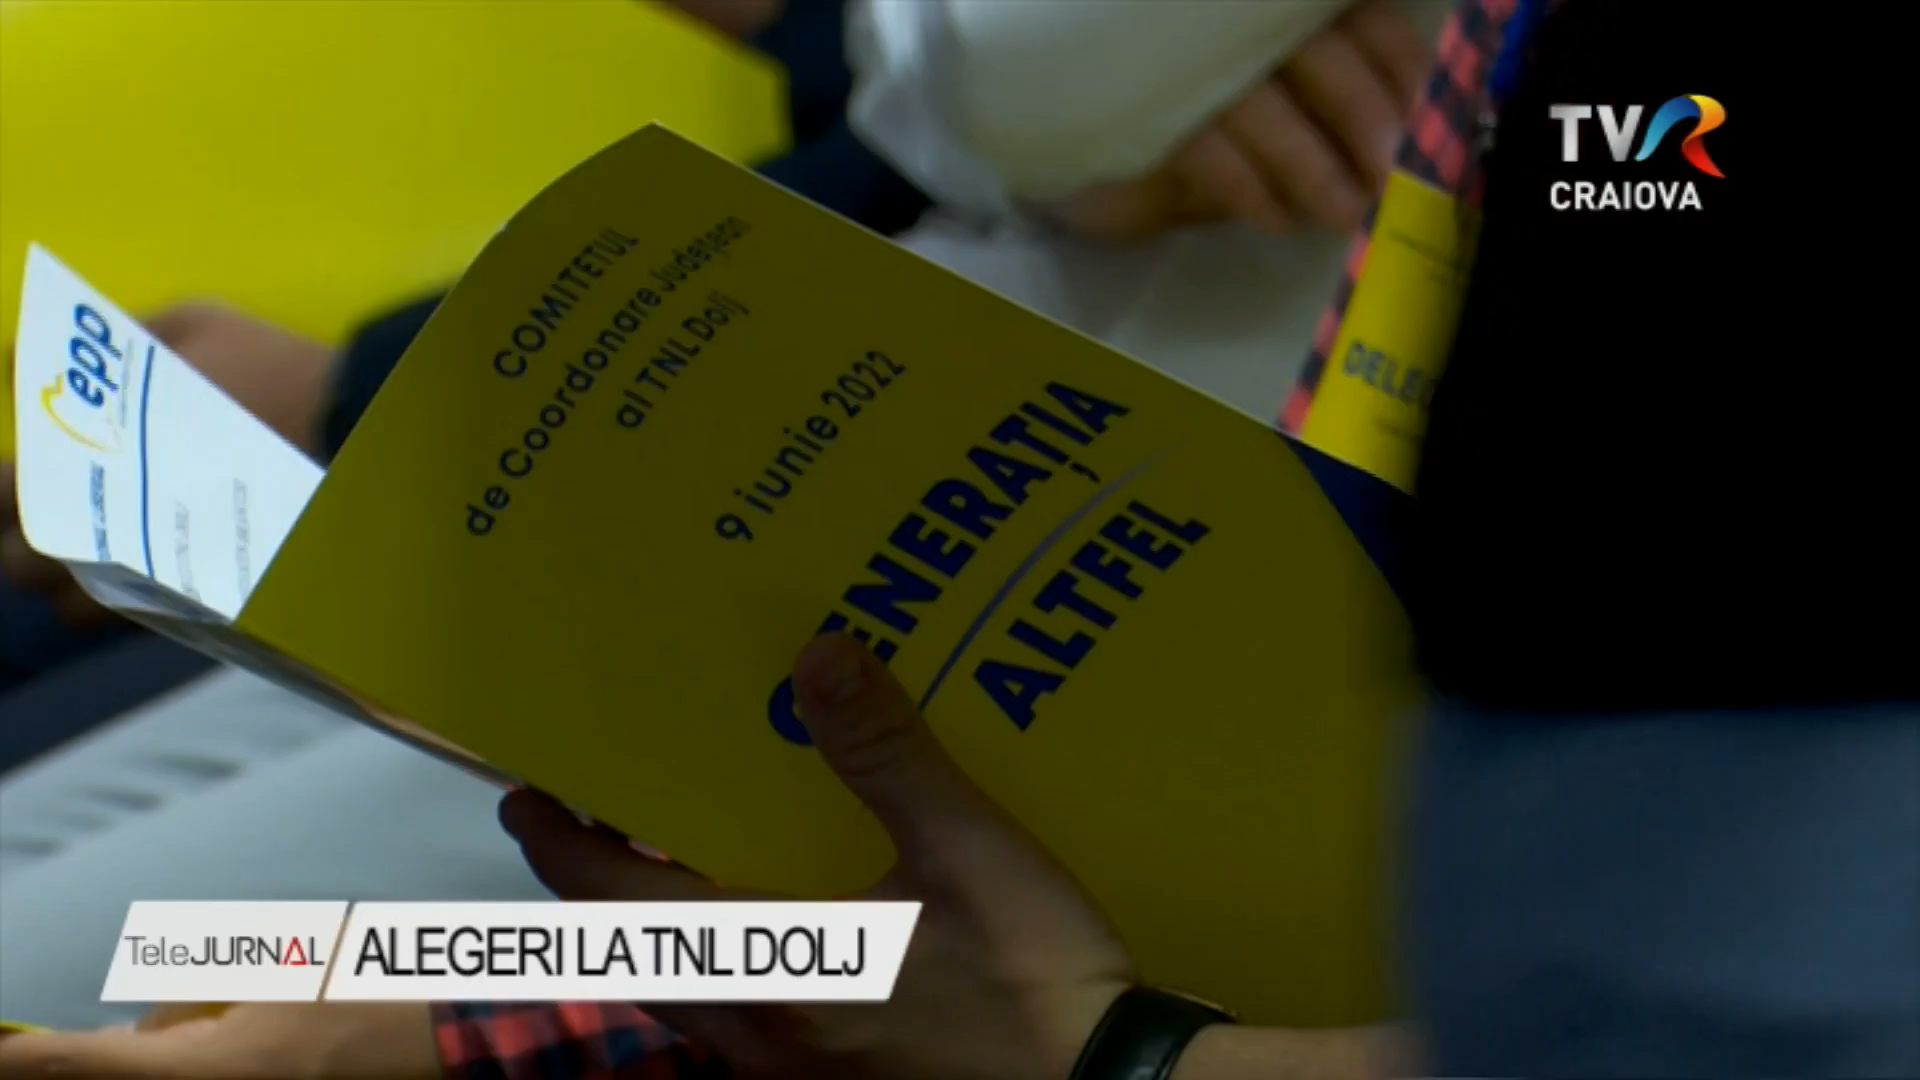 TVR
CRAIOVA
COMITETUL
de Coordonare Județean
al TNL Dolj
9 iunie 2022
GENERAȚIA
ALTFEL
epp
TeleJURNAL
ALEGERI LA TNL DOLJ